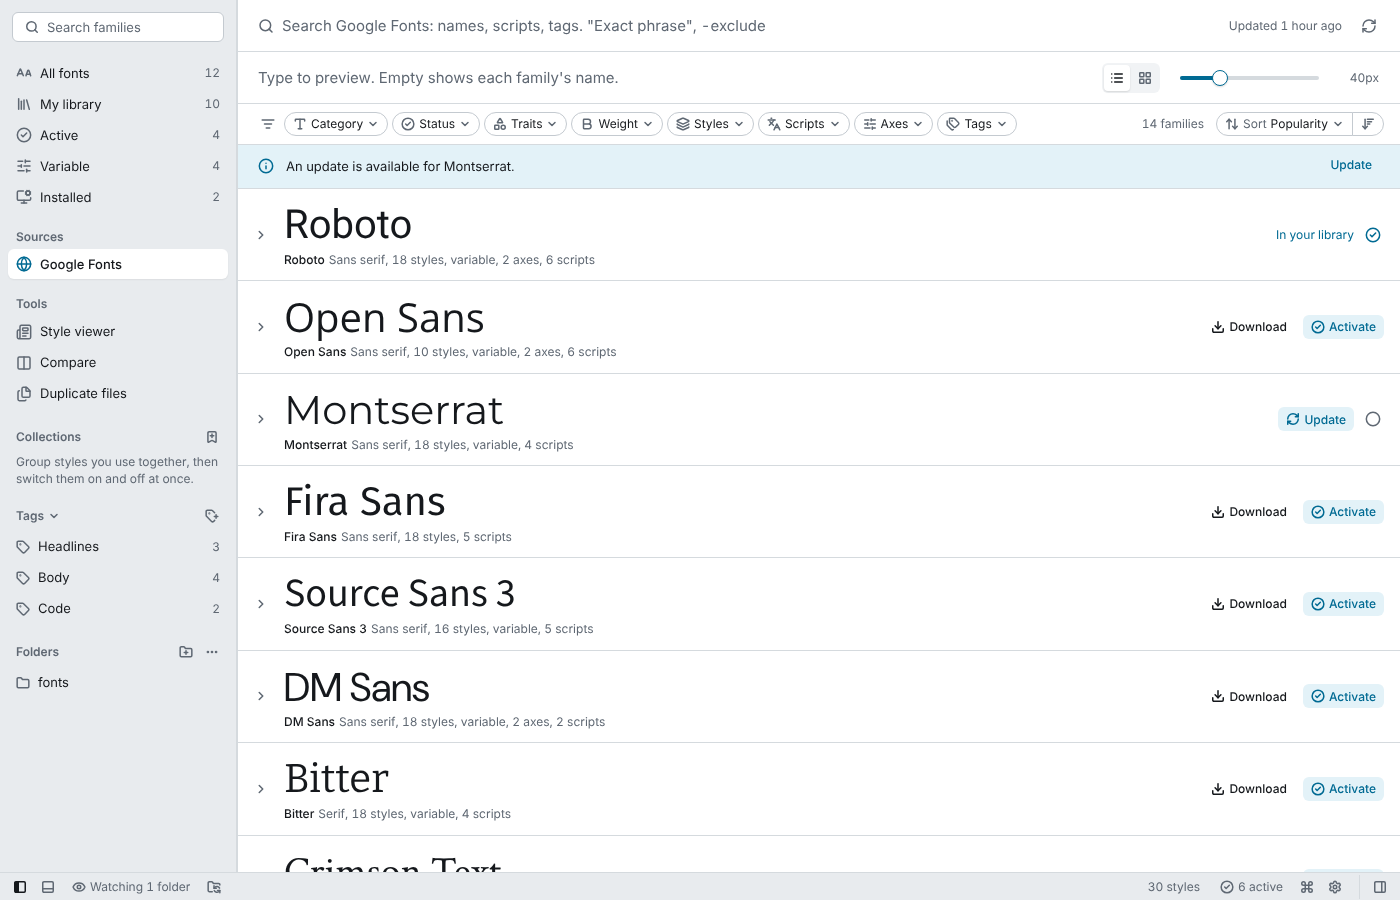 Search families
All fonts 12
My library 10
Active 4
Variable 4
Installed 2
Sources
Google Fonts
Tools
Style viewer
Compare
Duplicate files
Collections
Group styles you use together, then
switch them on and off at once.
Tags
Headlines 3
Body 4
Code 2
Folders
fonts
Search Google Fonts: names, scripts, tags. "Exact phrase", -exclude
Updated 1 hour ago
Type to preview. Empty shows each family's name.
40px
Category Status Traits Weight Styles Scripts Axes Tags
14 families
Sort Popularity
An update is available for Montserrat.
Update
Roboto
Roboto Sans serif, 18 styles, variable, 2 axes, 6 scripts
In your library
Open Sans
Open Sans Sans serif, 10 styles, variable, 2 axes, 6 scripts
Download Activate
Montserrat
Montserrat Sans serif, 18 styles, variable, 4 scripts
Update
Fira Sans
Fira Sans Sans serif, 18 styles, 5 scripts
Download Activate
Source Sans 3
Source Sans 3 Sans serif, 16 styles, variable, 5 scripts
Download Activate
DM Sans
DM Sans Sans serif, 18 styles, variable, 2 axes, 2 scripts
Download Activate
Bitter
Bitter Serif, 18 styles, variable, 4 scripts
Download Activate
Crimson Text
Watching 1 folder
30 styles
6 active